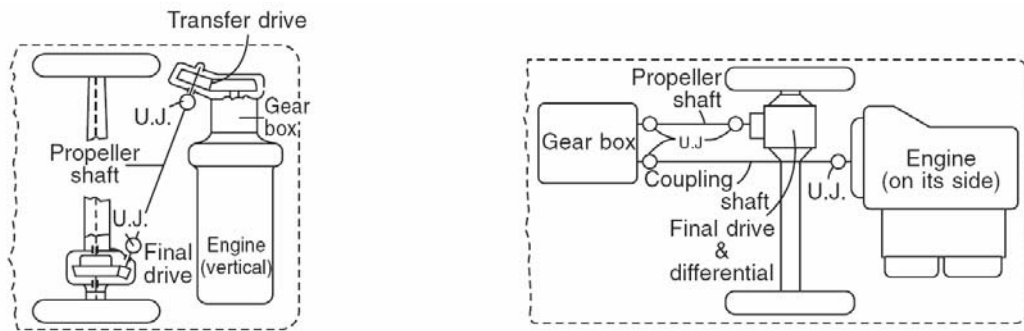 Transfer drive
U.J.
Gear
box
Propeller
shaft
U.J.
Final
drive
Engine
(vertical)
Propeller
shaft
Gear box
U.J
Coupling
shaft
U.J.
Engine
(on its side)
Final drive
&
differential